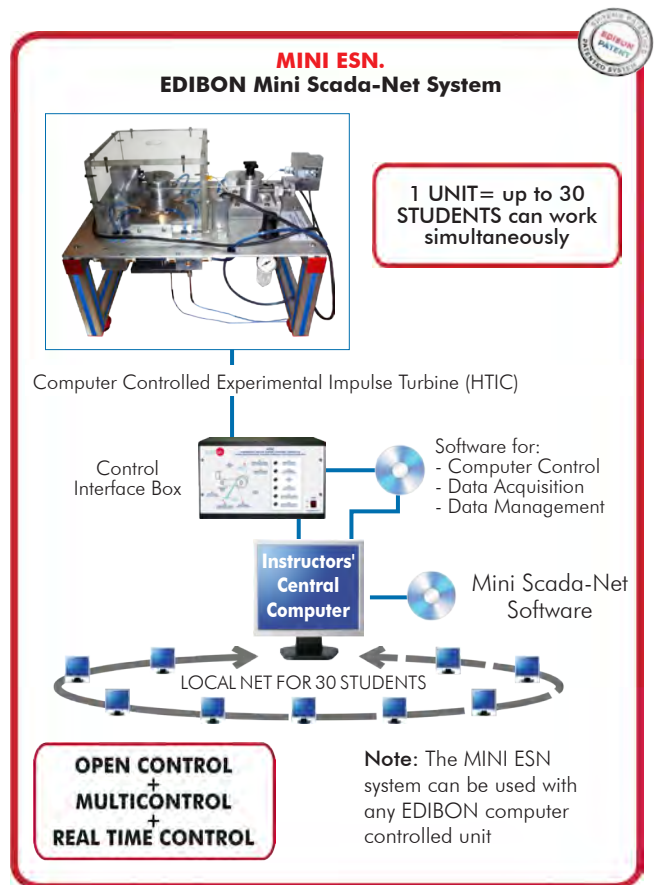 EDIBON
PATENT
MINI ESN.
EDIBON Mini Scada-Net System
1 UNIT= up to 30
STUDENTS can work
simultaneously
Computer Controlled Experimental Impulse Turbine (HTIC)
Control
Interface Box
Software for:
- Computer Control
- Data Acquisition
- Data Management
Instructors'
Central
Computer
Mini Scada-Net
Software
LOCAL NET FOR 30 STUDENTS
OPEN CONTROL
+
MULTICONTROL
+
REAL TIME CONTROL
Note: The MINI ESN
system can be used with
any EDIBON computer
controlled unit